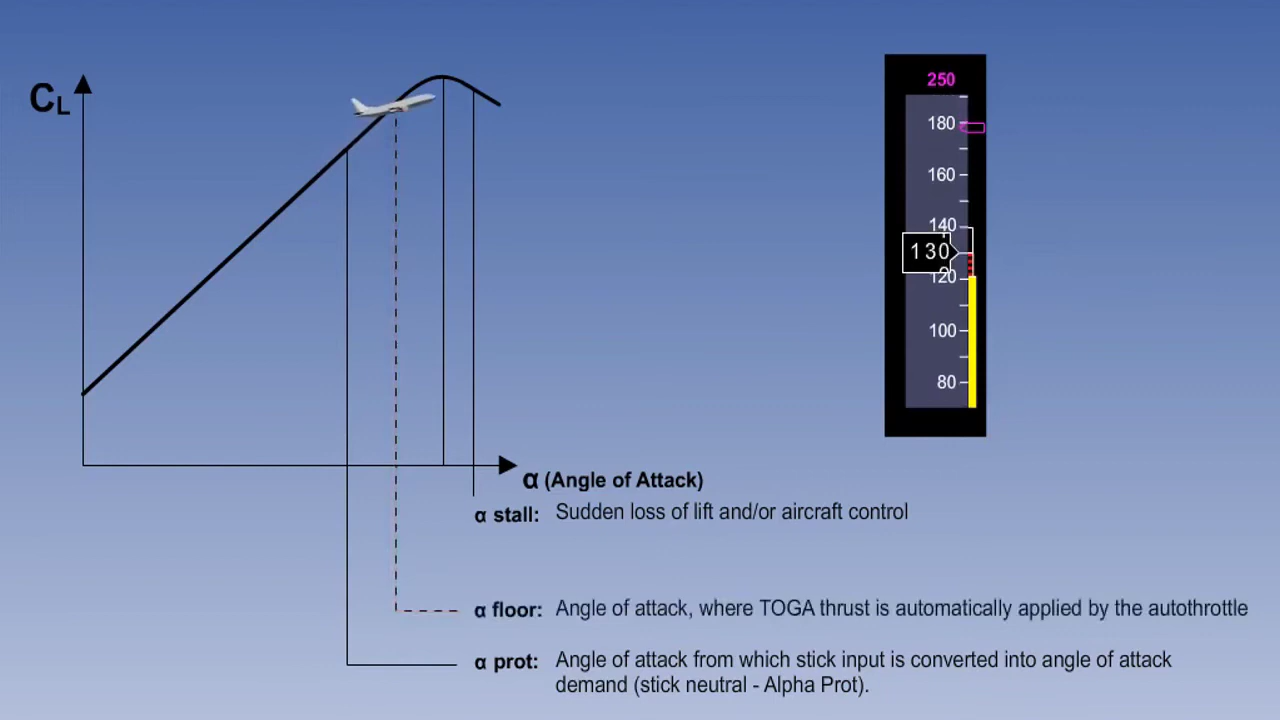 CL
250
180
160
140
130
120
100
80
α (Angle of Attack)
α stall: Sudden loss of lift and/or aircraft control
α floor: Angle of attack, where TOGA thrust is automatically applied by the autothrottle
α prot: Angle of attack from which stick input is converted into angle of attack
demand (stick neutral - Alpha Prot).